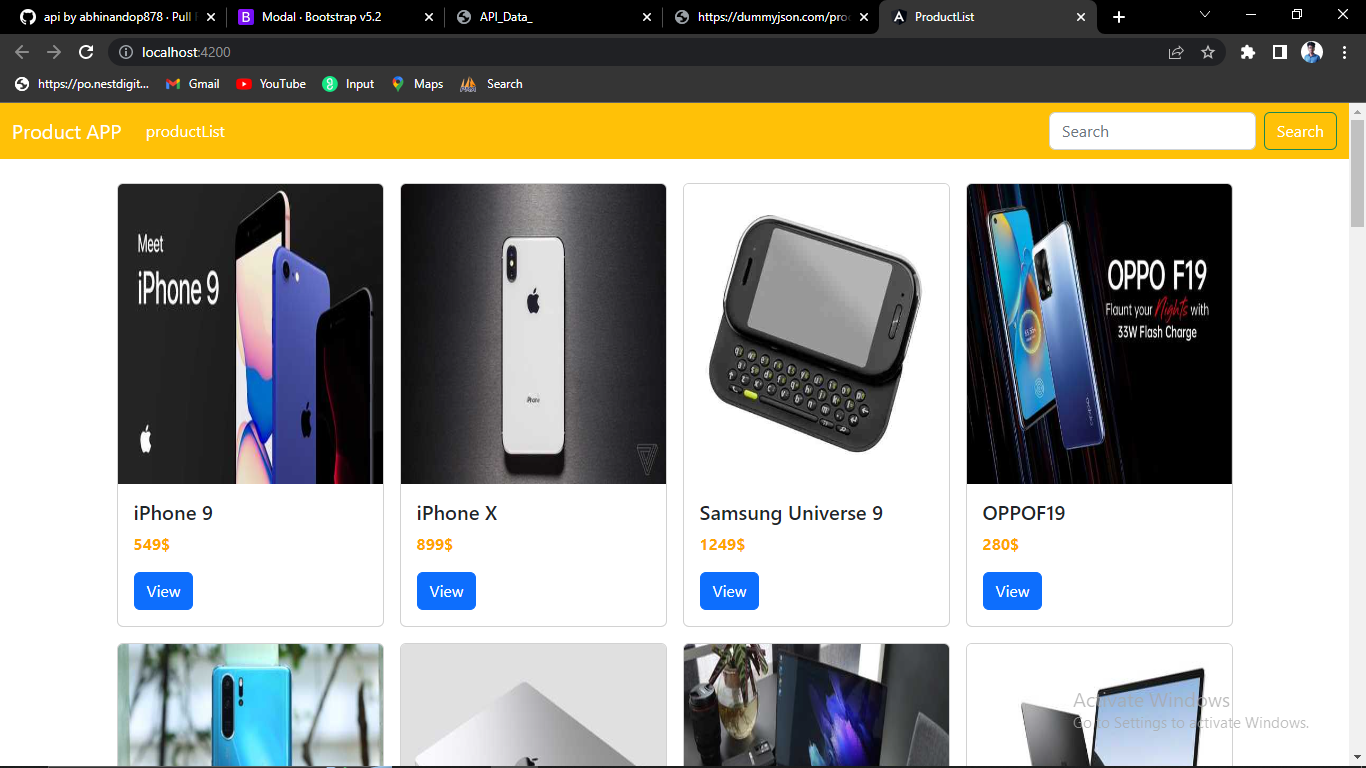 api by abhinandop878 · Pull
Modal · Bootstrap v5.2
API_Data_
https://dummyjson.com/pro
ProductList
localhost:4200
https://po.nestdigit...
Gmail
YouTube
Input
Maps
Search
Product APP
productList
Search
Search
Meet
iPhone 9
iPhone
OPPO F19
Flaunt your Nights with
33W Flash Charge
iPhone 9
iPhone X
Samsung Universe 9
OPPOF19
549$
899$
1249$
280$
View
View
View
View
Activate Windows
Go to Settings to activate Windows.